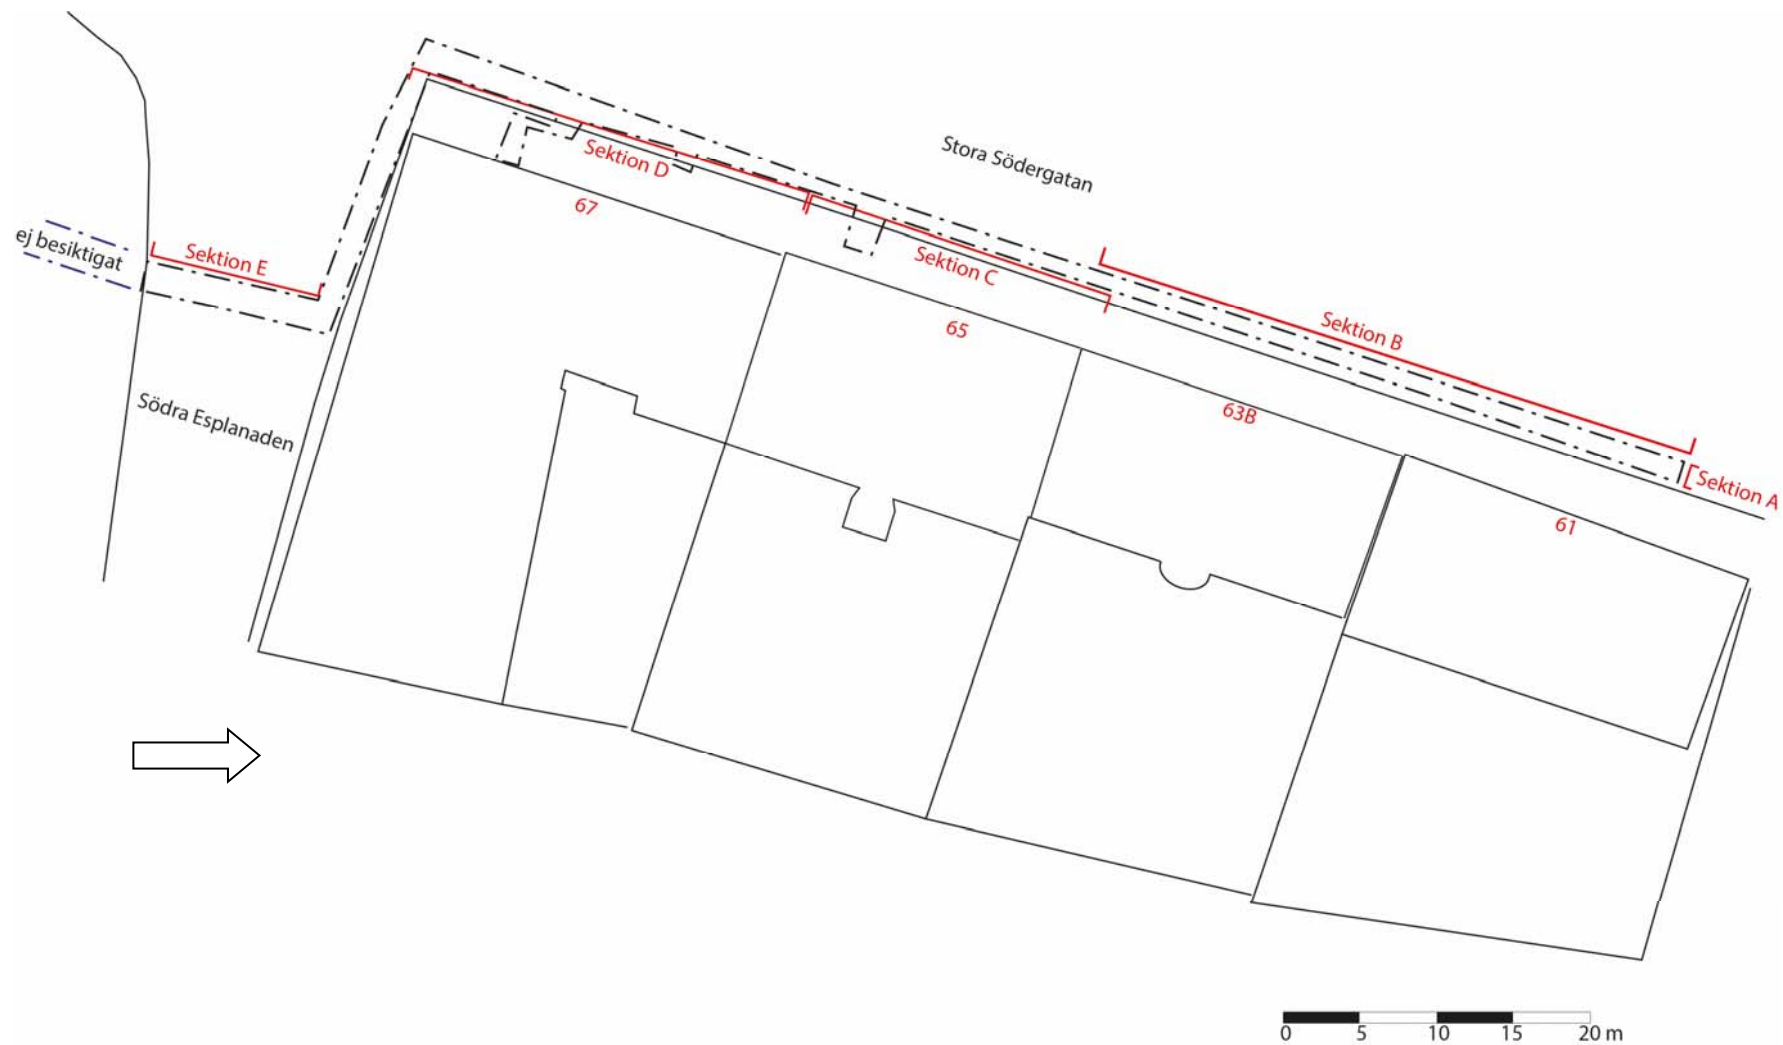 Stora Södergatan
Sektion D
67
ej besiktigat
Sektion E
Sektion C
65
Sektion B
63B
Södra Esplanaden
Sektion A
61
0 5 10 15 20 m